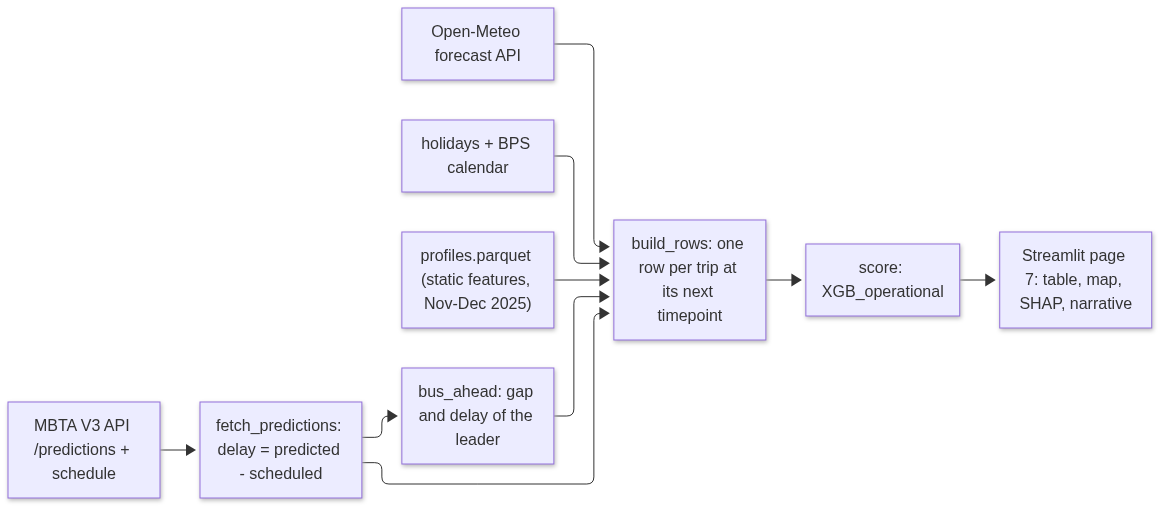 Open-Meteo
forecast API
holidays + BPS
calendar
profiles.parquet
(static features,
Nov-Dec 2025)
bus_ahead: gap
and delay of the
leader
MBTA V3 API
/predictions +
schedule
fetch_predictions:
delay = predicted
- scheduled
build_rows: one
row per trip at
its next
timepoint
score:
XGB_operational
Streamlit page
7: table, map,
SHAP, narrative